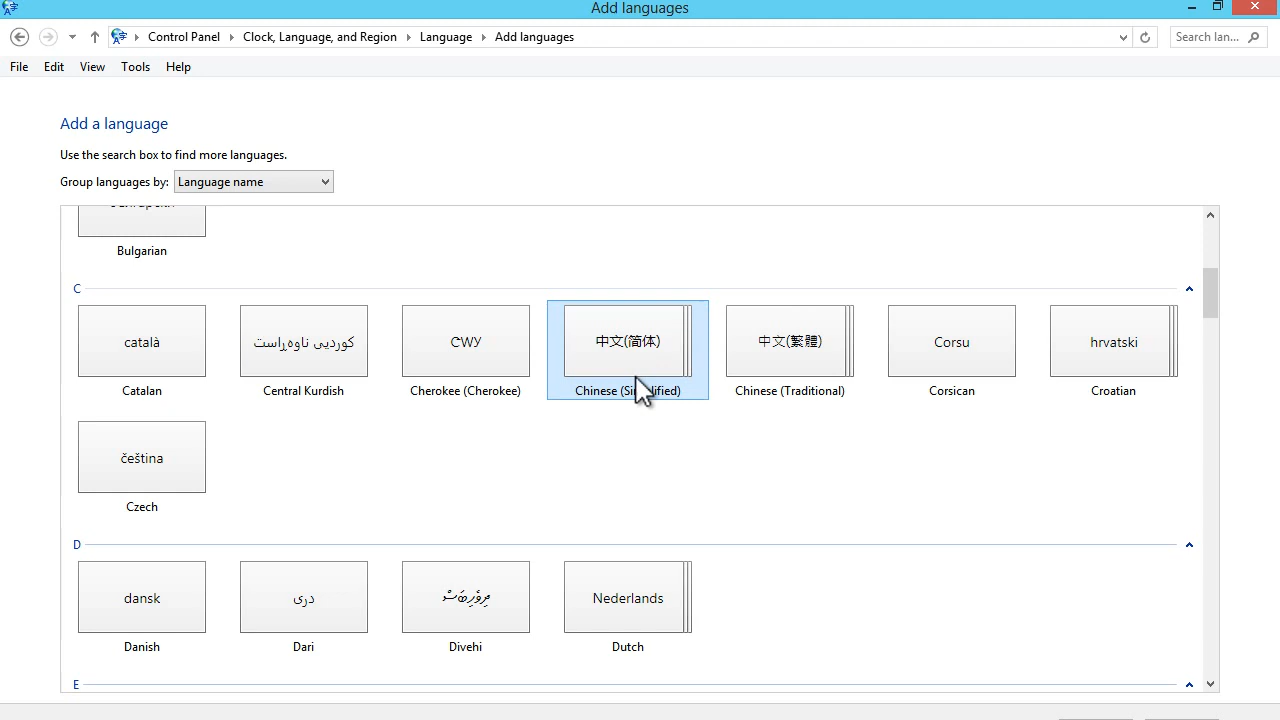 Add languages
Control Panel Clock, Language, and Region Language Add languages
Search lan...
File Edit View Tools Help
Add a language
Use the search box to find more languages.
Group languages by: Language name
Bulgarian
C
català کوردیی ناوەڕاست ᏣᎳᎩ 中文(简体) 中文(繁體) Corsu hrvatski
Catalan Central Kurdish Cherokee (Cherokee) Chinese (Simplified) Chinese (Traditional) Corsican Croatian
čeština
Czech
D
dansk درى ދިވެހިބަސް Nederlands
Danish Dari Divehi Dutch
E